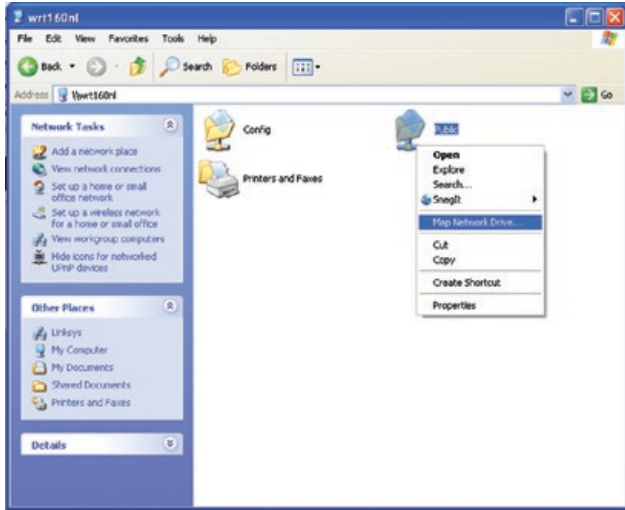 wrt160nl
File Edit View Favorites Tools Help
Back Search Folders
Address \\wrt160nl Go
Network Tasks
Add a network place
View network connections
Set up a home or small
office network
Set up a wireless network
for a home or small office
View workgroup computers
Hide icons for networked
UPnP devices
Other Places
Linksys
My Computer
My Documents
Shared Documents
Printers and Faxes
Details
Config
Public
Printers and Faxes
Open
Explore
Search...
SnagIt
Map Network Drive...
Cut
Copy
Create Shortcut
Properties